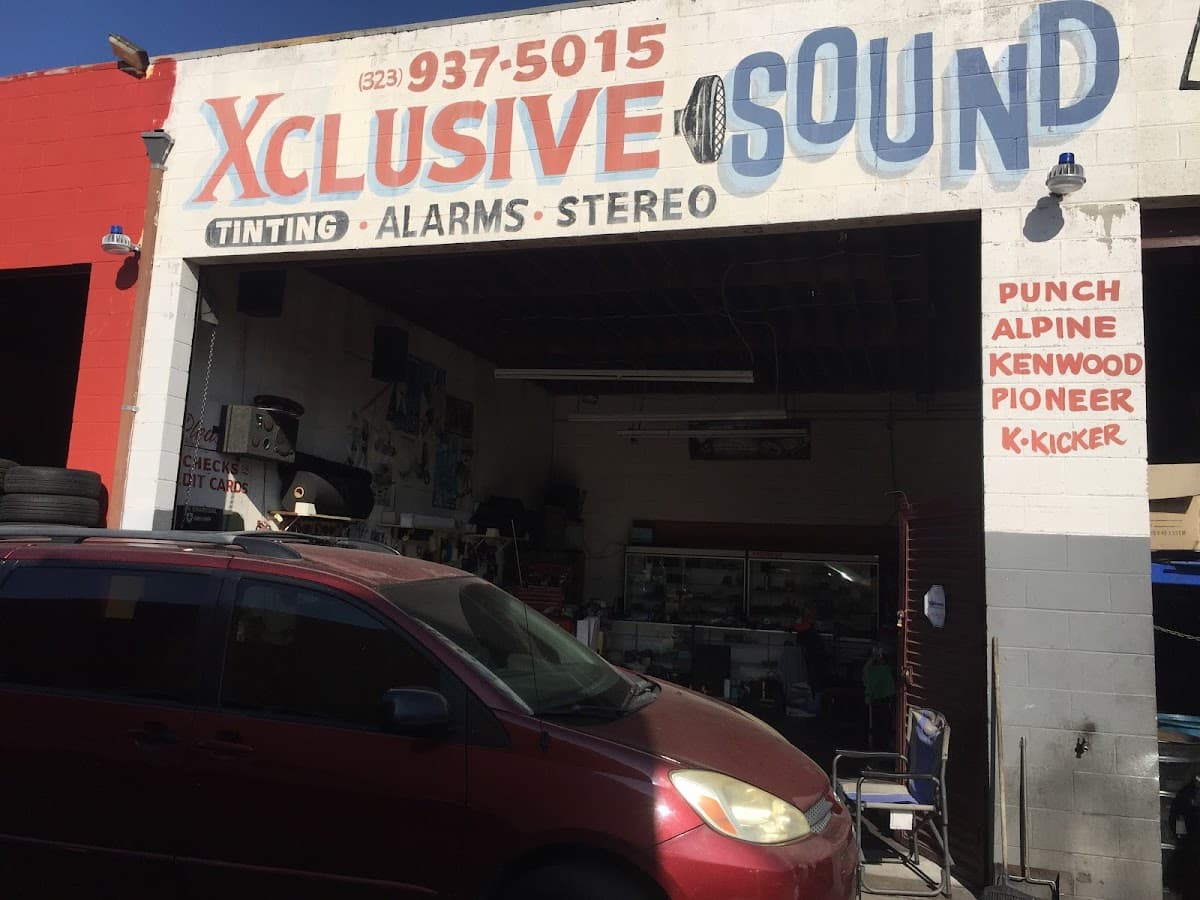 (323) 937-5015
XCLUSIVE SOUND
TINTING · ALARMS · STEREO
PUNCH
ALPINE
KENWOOD
PIONEER
K·KICKER
CHECKS
DIT CARDS